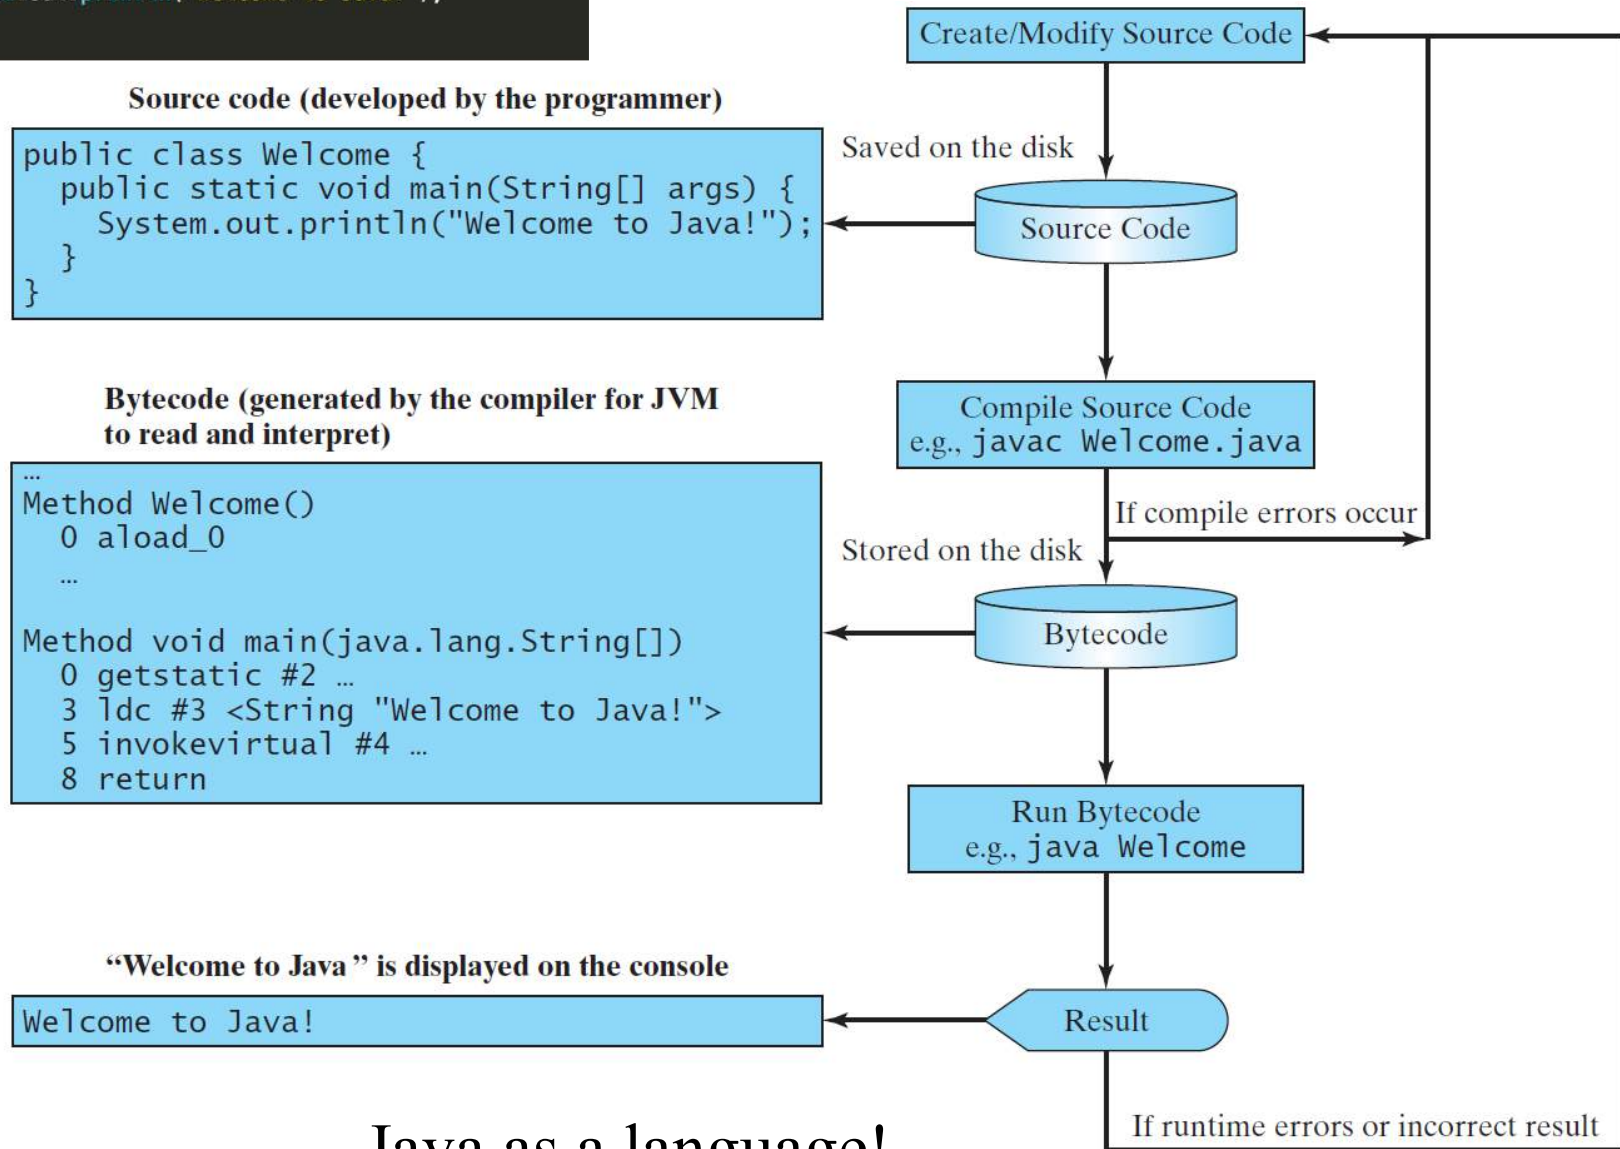 Create/Modify Source Code
Source code (developed by the programmer)
public class Welcome {
  public static void main(String[] args) {
    System.out.println("Welcome to Java!");
  }
}
Saved on the disk
Source Code
Bytecode (generated by the compiler for JVM
to read and interpret)
Compile Source Code
e.g., javac Welcome.java
If compile errors occur
Stored on the disk
…
Method Welcome()
  0 aload_0
  …
Method void main(java.lang.String[])
  0 getstatic #2 …
  3 ldc #3 <String "Welcome to Java!">
  5 invokevirtual #4 …
  8 return
Bytecode
Run Bytecode
e.g., java Welcome
“Welcome to Java” is displayed on the console
Welcome to Java!
Result
If runtime errors or incorrect result
Java as a language!